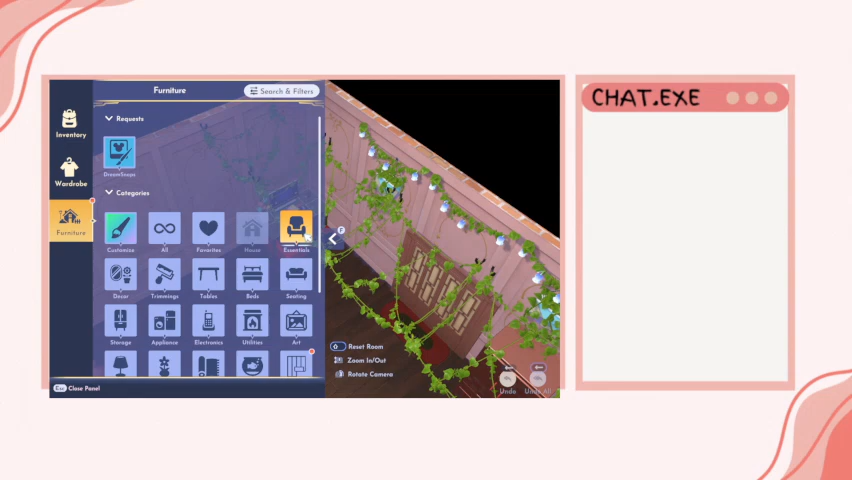 Furniture
Search & Filters
CHAT.EXE
Inventory
Wardrobe
Furniture
Requests
DreamSnaps
Categories
Customize
All
Favorites
House
Essentials
F
Decor
Trimmings
Tables
Beds
Seating
Storage
Appliance
Electronics
Utilities
Art
Reset Room
Zoom In/Out
Rotate Camera
Undo
Undo All
Esc Close Panel